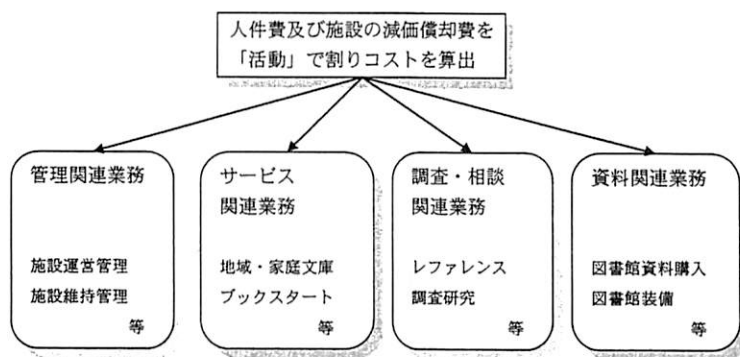 人件費及び施設の減価償却費を
「活動」で割りコストを算出
管理関連業務
施設運営管理
施設維持管理
等
サービス
関連業務
地域・家庭文庫
ブックスタート
等
調査・相談
関連業務
レファレンス
調査研究
等
資料関連業務
図書館資料購入
図書館装備
等